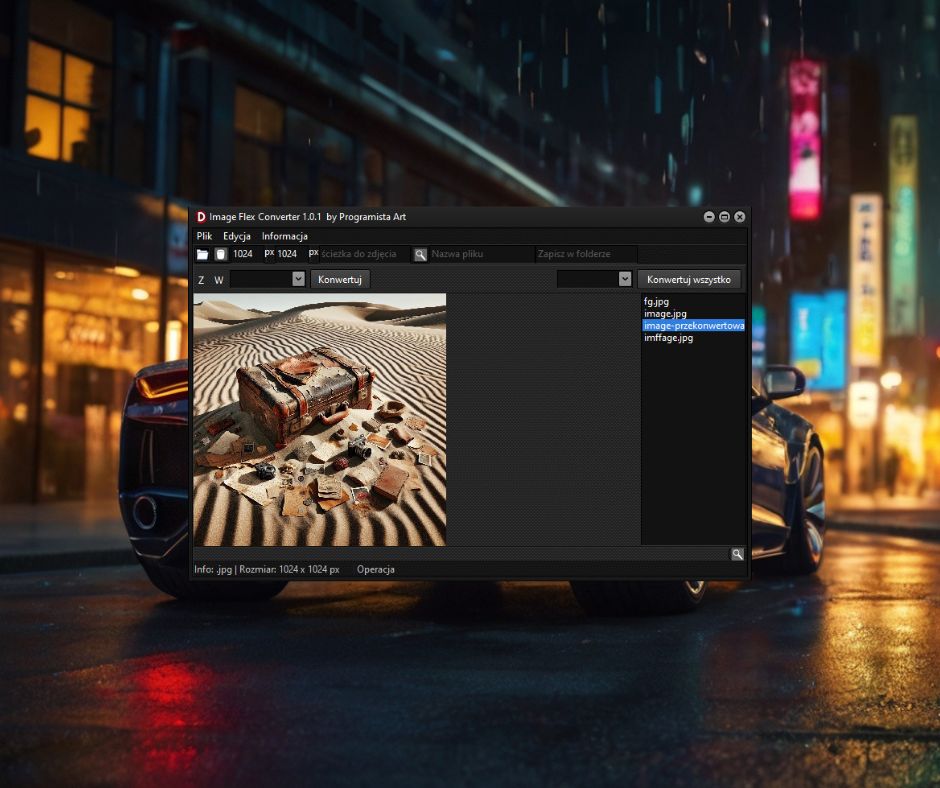 D Image Flex Converter 1.0.1 by Programista Art
Plik Edycja Informacja
1024 px 1024 px ścieżka do zdjęcia Nazwa pliku Zapisz w folderze
Z W Konwertuj Konwertuj wszystko
fg.jpg
image.jpg
image-przekonwertowa
imffage.jpg
Info: .jpg | Rozmiar: 1024 x 1024 px Operacja